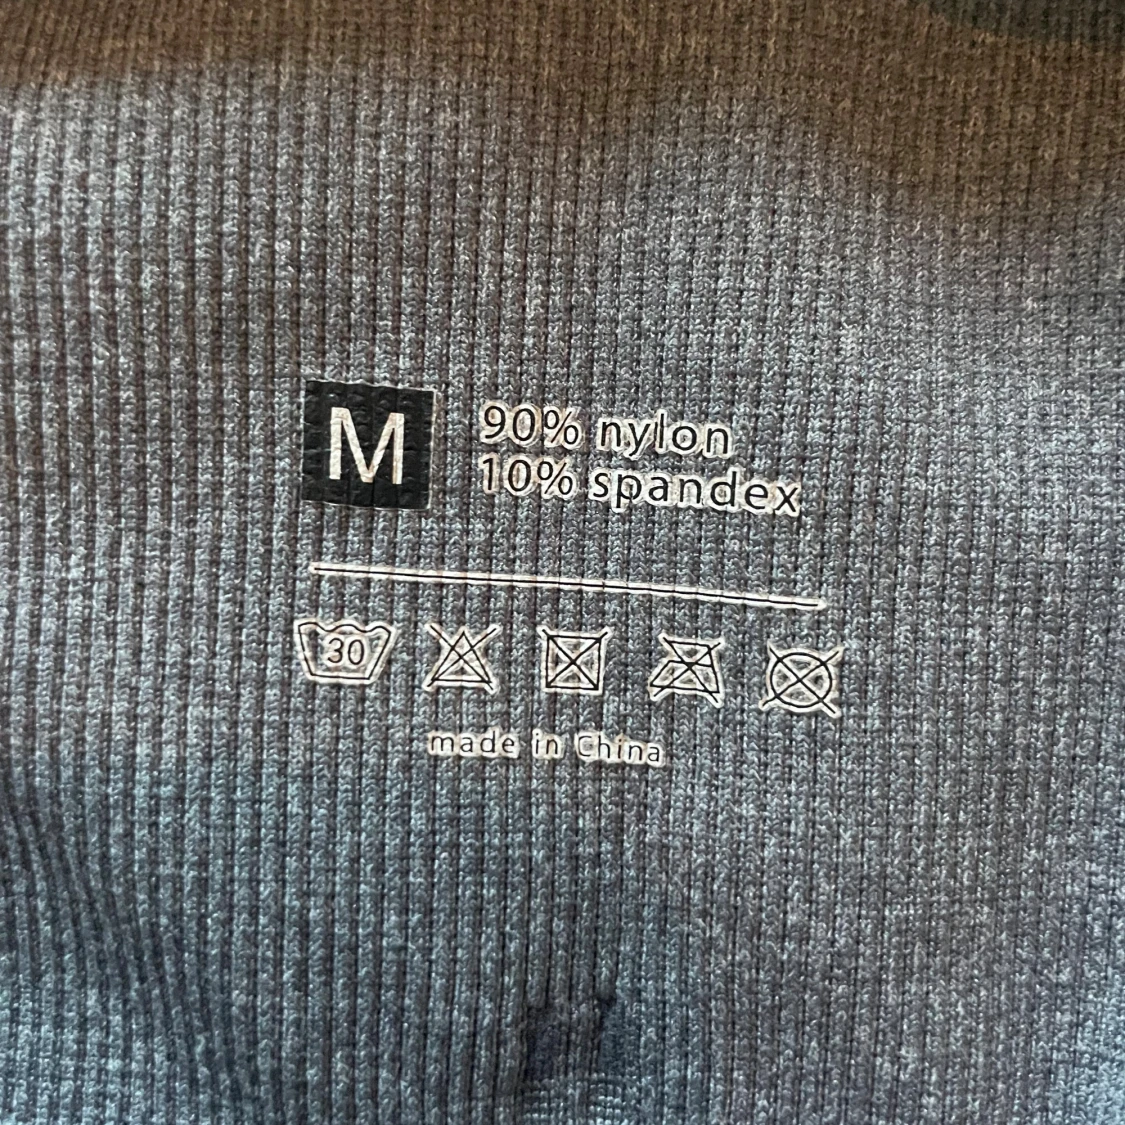 M
90% nylon
10% spandex
30
made in China